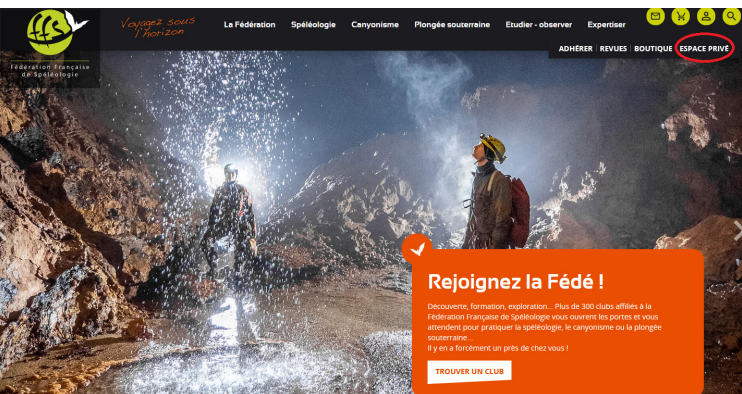 ffs
Fédération Française
de Spéléologie
Voyagez sous
l'horizon
La Fédération Spéléologie Canyonisme Plongée souterraine Etudier - observer Expertiser
ADHÉRER REVUES BOUTIQUE ESPACE PRIVÉ
Rejoignez la Fédé !
Découverte, formation, exploration... Plus de 300 clubs affiliés à la
Fédération Française de Spéléologie vous ouvrent les portes et vous
attendent pour pratiquer la spéléologie, le canyonisme ou la plongée
souterraine...
Il y en a forcément un près de chez vous !
TROUVER UN CLUB